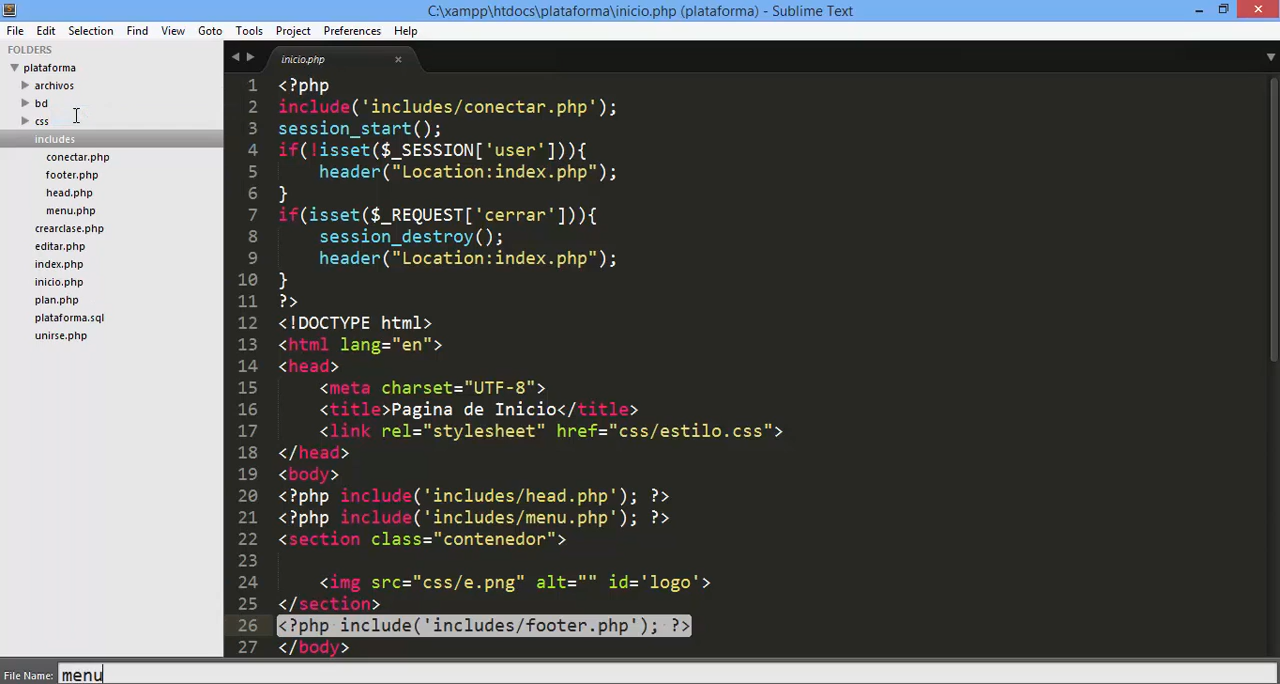 C:\xampp\htdocs\plataforma\inicio.php (plataforma) - Sublime Text
File Edit Selection Find View Goto Tools Project Preferences Help
FOLDERS
plataforma
archivos
bd
css
includes
conectar.php
footer.php
head.php
menu.php
crearclase.php
editar.php
index.php
inicio.php
plan.php
plataforma.sql
unirse.php
inicio.php
1 <?php
2 include('includes/conectar.php');
3 session_start();
4 if(!isset($_SESSION['user'])){
5     header("Location:index.php");
6 }
7 if(isset($_REQUEST['cerrar'])){
8     session_destroy();
9     header("Location:index.php");
10 }
11 ?>
12 <!DOCTYPE html>
13 <html lang="en">
14 <head>
15     <meta charset="UTF-8">
16     <title>Pagina de Inicio</title>
17     <link rel="stylesheet" href="css/estilo.css">
18 </head>
19 <body>
20 <?php include('includes/head.php'); ?>
21 <?php include('includes/menu.php'); ?>
22 <section class="contenedor">
23
24     <img src="css/e.png" alt="" id='logo'>
25 </section>
26 <?php include('includes/footer.php'); ?>
27 </body>
File Name: menu